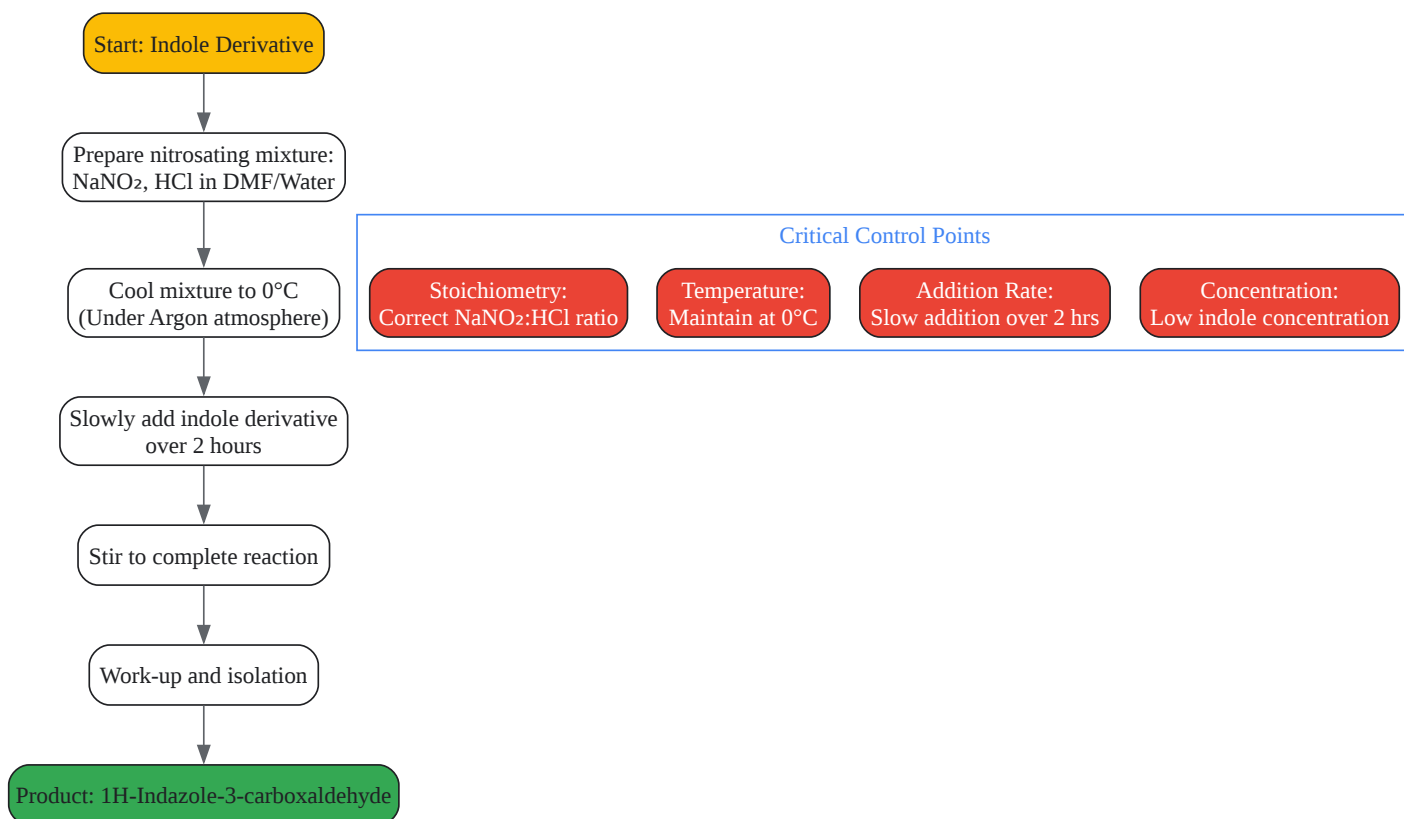 Start: Indole Derivative
Prepare nitrosating mixture:
NaNO₂, HCl in DMF/Water
Cool mixture to 0°C
(Under Argon atmosphere)
Slowly add indole derivative
over 2 hours
Stir to complete reaction
Work-up and isolation
Product: 1H-Indazole-3-carboxaldehyde
Critical Control Points
Stoichiometry:
Correct NaNO₂:HCl ratio
Temperature:
Maintain at 0°C
Addition Rate:
Slow addition over 2 hrs
Concentration:
Low indole concentration